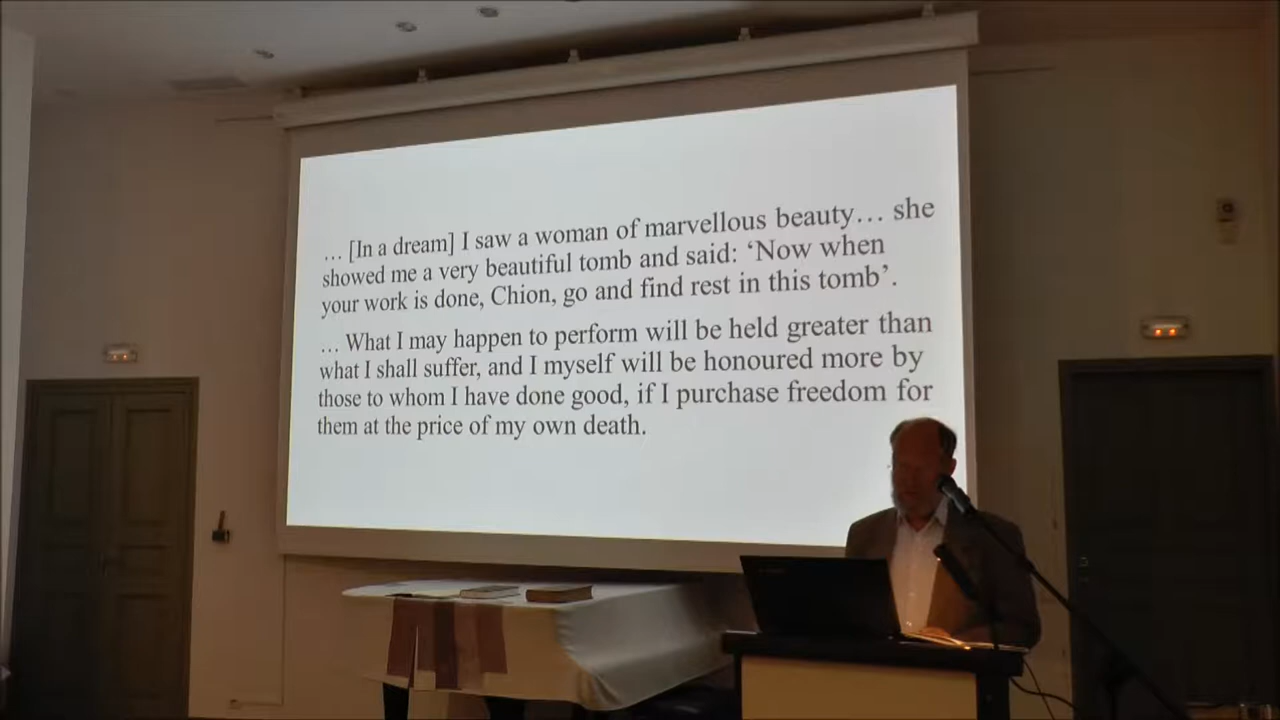 … [In a dream] I saw a woman of marvellous beauty… she
showed me a very beautiful tomb and said: ‘Now when
your work is done, Chion, go and find rest in this tomb’.
… What I may happen to perform will be held greater than
what I shall suffer, and I myself will be honoured more by
those to whom I have done good, if I purchase freedom for
them at the price of my own death.